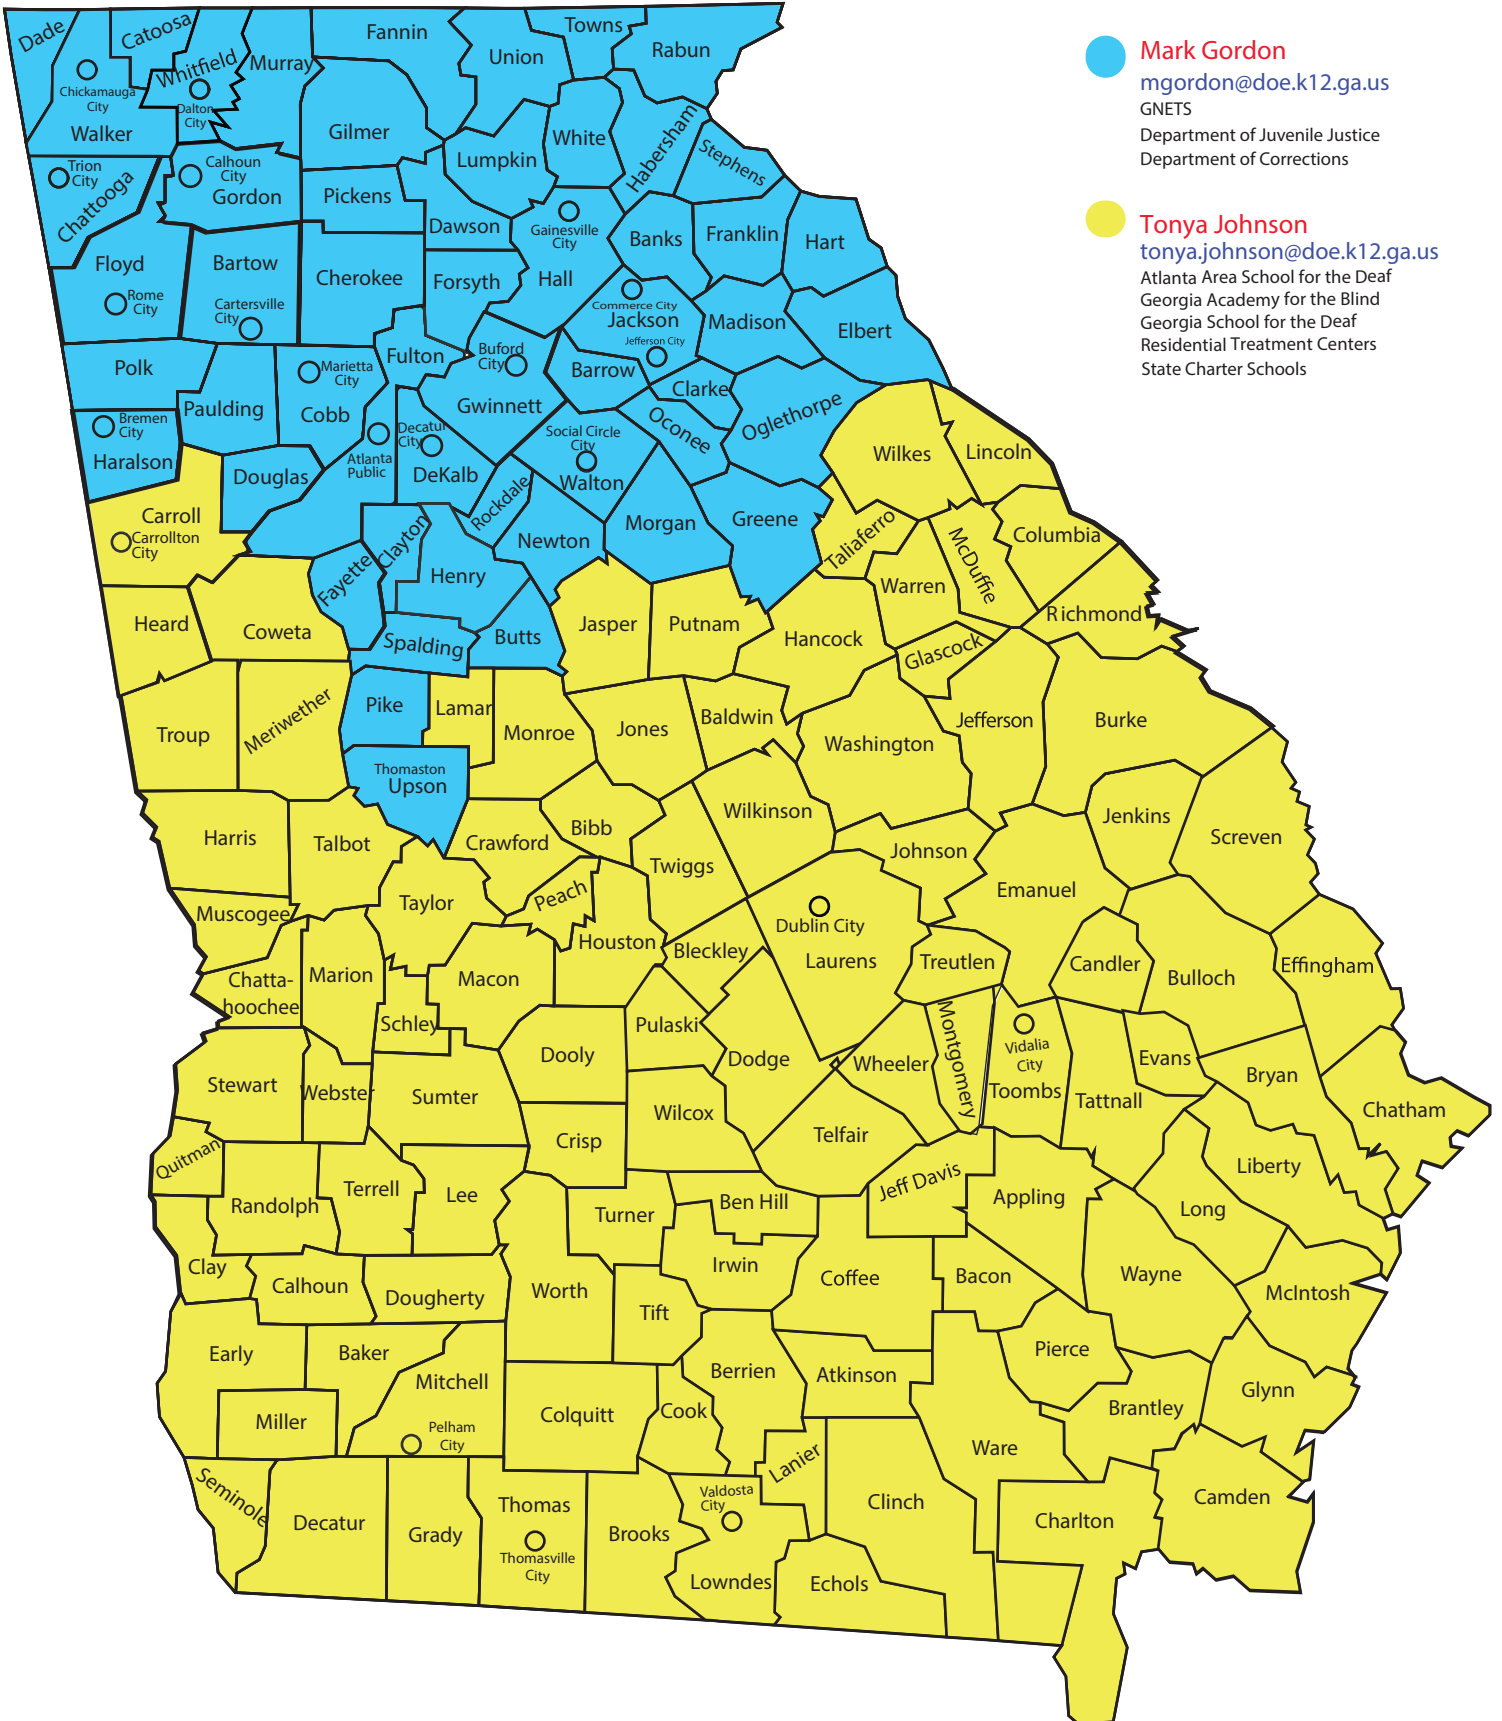 Mark Gordon
mgordon@doe.k12.ga.us
GNETS
Department of Juvenile Justice
Department of Corrections
Tonya Johnson
tonya.johnson@doe.k12.ga.us
Atlanta Area School for the Deaf
Georgia Academy for the Blind
Georgia School for the Deaf
Residential Treatment Centers
State Charter Schools
Dade
Catoosa
Whitfield
Murray
Fannin
Union
Towns
Rabun
Chickamauga
City
Walker
Dalton
City
Gilmer
Lumpkin
White
Habersham
Stephens
Trion
City
Chattooga
Calhoun
City
Gordon
Pickens
Dawson
Gainesville
City
Hall
Banks
Franklin
Hart
Floyd
Rome
City
Bartow
Cartersville
City
Cherokee
Forsyth
Commerce City
Jackson
Jefferson City
Madison
Elbert
Polk
Paulding
Marietta
City
Cobb
Fulton
Buford
City
Gwinnett
Barrow
Clarke
Oconee
Oglethorpe
Bremen
City
Haralson
Douglas
Atlanta
Public
Decatur
City
DeKalb
Rockdale
Social Circle
City
Walton
Morgan
Greene
Wilkes
Lincoln
Carroll
Carrollton
City
Fayette
Clayton
Henry
Newton
Taliaferro
McDuffie
Columbia
Warren
Richmond
Heard
Coweta
Spalding
Butts
Jasper
Putnam
Hancock
Glascock
Troup
Meriwether
Pike
Lamar
Monroe
Jones
Baldwin
Washington
Jefferson
Burke
Thomaston
Upson
Harris
Talbot
Crawford
Bibb
Twiggs
Wilkinson
Johnson
Jenkins
Screven
Emanuel
Muscogee
Taylor
Peach
Houston
Bleckley
Dublin City
Laurens
Treutlen
Candler
Bulloch
Effingham
Chatta-
hoochee
Marion
Schley
Macon
Dooly
Pulaski
Dodge
Wheeler
Montgomery
Vidalia
City
Toombs
Tattnall
Evans
Bryan
Chatham
Stewart
Webster
Sumter
Crisp
Wilcox
Telfair
Jeff Davis
Appling
Long
Liberty
Quitman
Randolph
Terrell
Lee
Turner
Ben Hill
Irwin
Coffee
Bacon
Wayne
McIntosh
Clay
Calhoun
Dougherty
Worth
Tift
Early
Baker
Mitchell
Pelham
City
Miller
Colquitt
Cook
Berrien
Atkinson
Pierce
Brantley
Glynn
Lanier
Ware
Seminole
Decatur
Grady
Thomas
Thomasville
City
Brooks
Valdosta
City
Lowndes
Clinch
Echols
Charlton
Camden